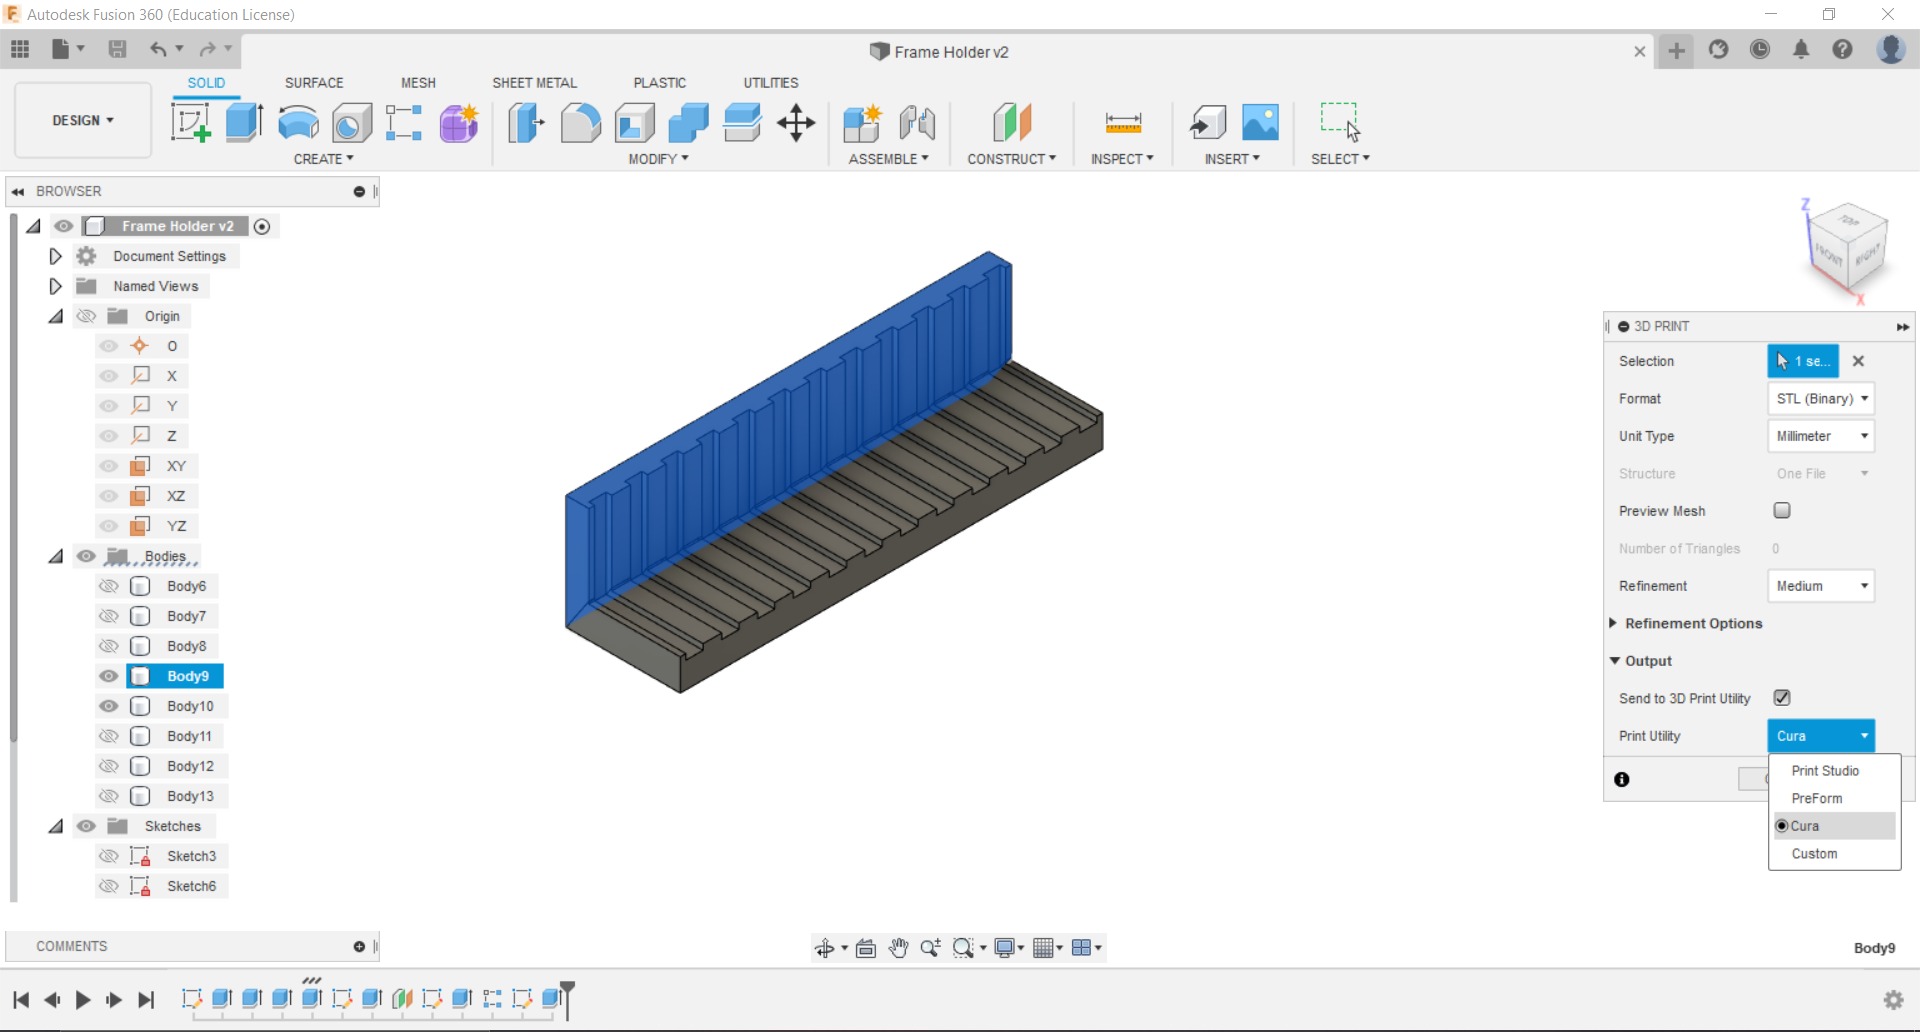 Autodesk Fusion 360 (Education License)
Frame Holder v2
SOLID
SURFACE
MESH
SHEET METAL
PLASTIC
UTILITIES
DESIGN
CREATE
MODIFY
ASSEMBLE
CONSTRUCT
INSPECT
INSERT
SELECT
BROWSER
Frame Holder v2
Document Settings
Named Views
Origin
O
X
Y
Z
XY
XZ
YZ
Bodies
Body6
Body7
Body8
Body9
Body10
Body11
Body12
Body13
Sketches
Sketch3
Sketch6
COMMENTS
Z
TOP
FRONT
RIGHT
X
3D PRINT
Selection 1 se...
Format STL (Binary)
Unit Type Millimeter
Structure One File
Preview Mesh
Number of Triangles 0
Refinement Medium
Refinement Options
Output
Send to 3D Print Utility
Print Utility Cura
Print Studio
PreForm
Cura
Custom
Body9